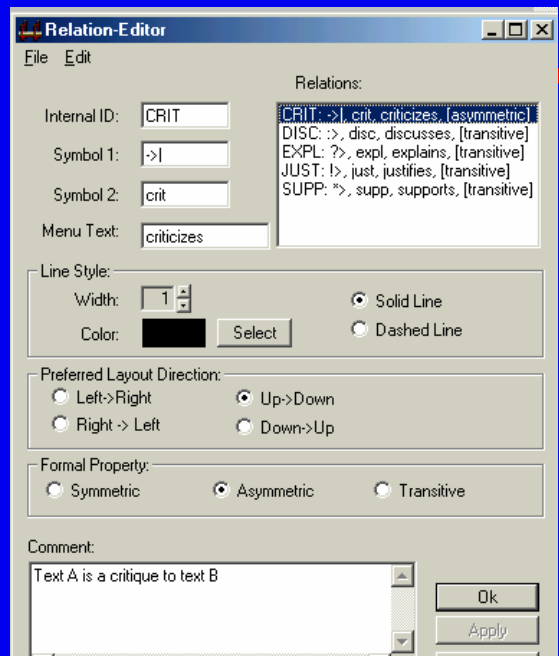 Relation-Editor
File Edit
Relations:
Internal ID: CRIT
Symbol 1: ->|
Symbol 2: crit
Menu Text: criticizes
CRIT: ->|, crit, criticizes, [asymmetric]
DISC: :>, disc, discusses, [transitive]
EXPL: ?>, expl, explains, [transitive]
JUST: !>, just, justifies, [transitive]
SUPP: *>, supp, supports, [transitive]
Line Style:
Width: 1
Solid Line
Color: Select
Dashed Line
Preferred Layout Direction:
Left->Right Up->Down
Right -> Left Down->Up
Formal Property:
Symmetric Asymmetric Transitive
Comment:
Text A is a critique to text B
Ok
Apply